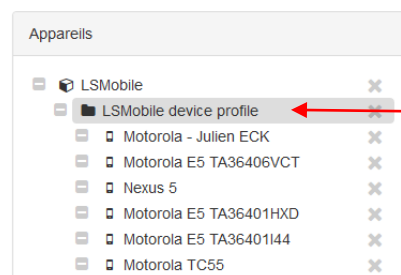 Appareils
LSMobile
LSMobile device profile
Motorola - Julien ECK
Motorola E5 TA36406VCT
Nexus 5
Motorola E5 TA36401HXD
Motorola E5 TA36401I44
Motorola TC55